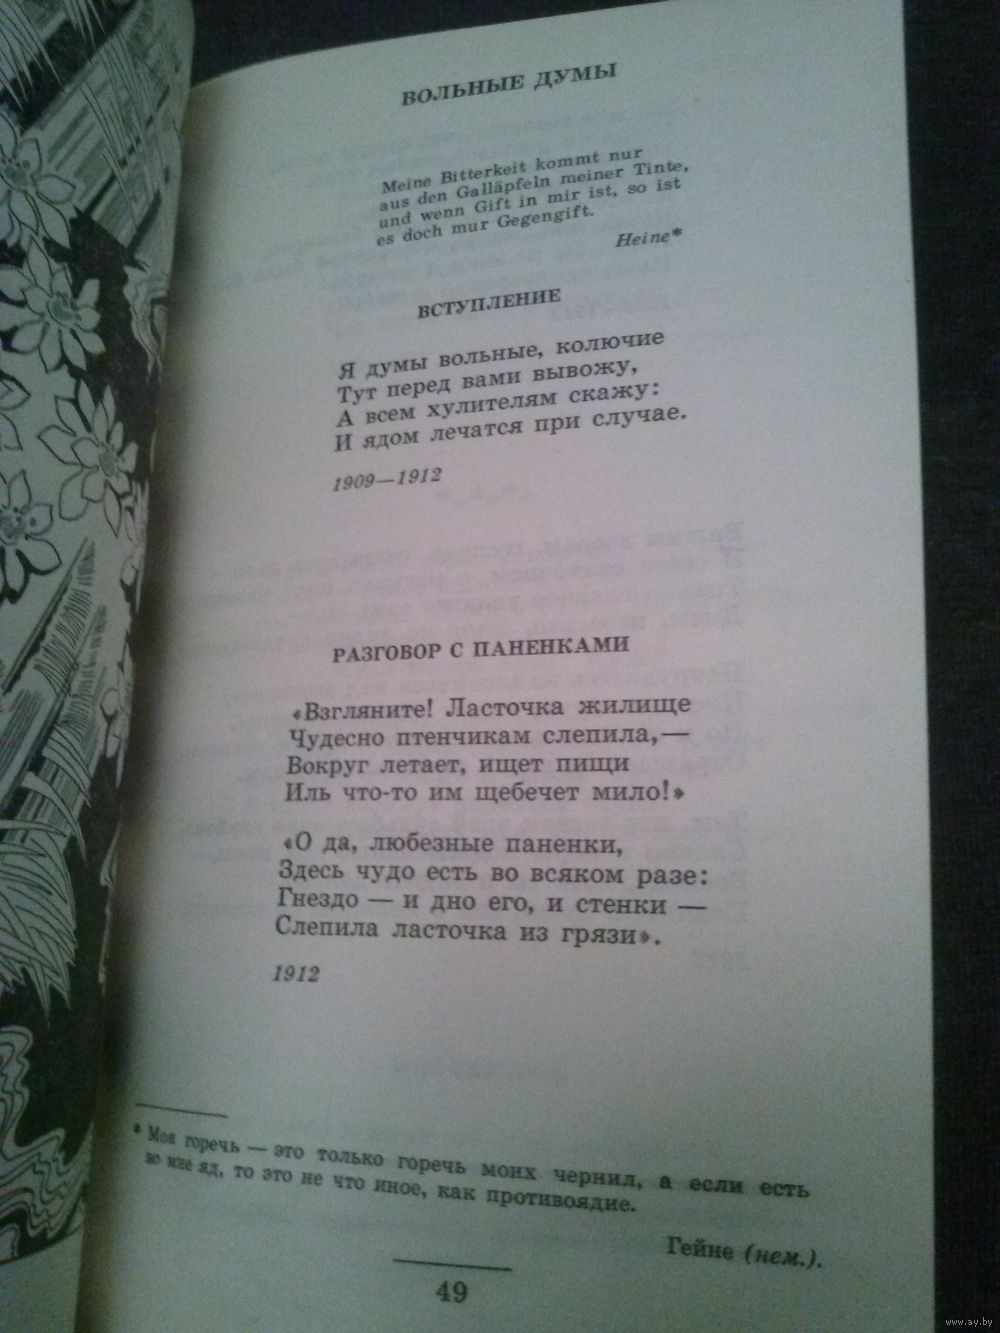 ВОЛЬНЫЕ ДУМЫ
Meine Bitterkeit kommt nur
aus den Galläpfeln meiner Tinte,
und wenn Gift in mir ist, so ist
es doch mur Gegengift.
Heine*
ВСТУПЛЕНИЕ
Я думы вольные, колючие
Тут перед вами вывожу,
А всем хулителям скажу:
И ядом лечатся при случае.
1909—1912
РАЗГОВОР С ПАНЕНКАМИ
«Взгляните! Ласточка жилище
Чудесно птенчикам слепила,—
Вокруг летает, ищет пищи
Иль что-то им щебечет мило!»
«О да, любезные паненки,
Здесь чудо есть во всяком разе:
Гнездо — и дно его, и стенки —
Слепила ласточка из грязи».
1912
* Моя горечь — это только горечь моих чернил, а если есть
во мне яд, то это не что иное, как противоядие.
Гейне (нем.).
49
www.ay.by